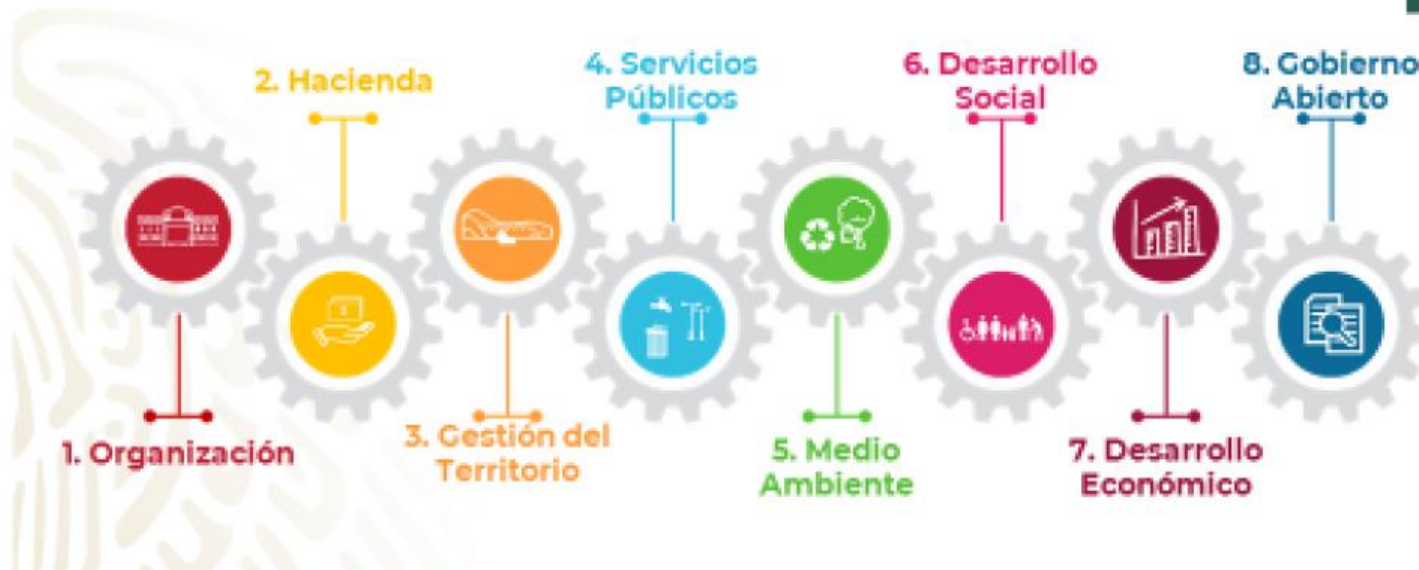 1. Organización
2. Hacienda
3. Gestión del
Territorio
4. Servicios
Públicos
5. Medio
Ambiente
6. Desarrollo
Social
7. Desarrollo
Económico
8. Gobierno
Abierto